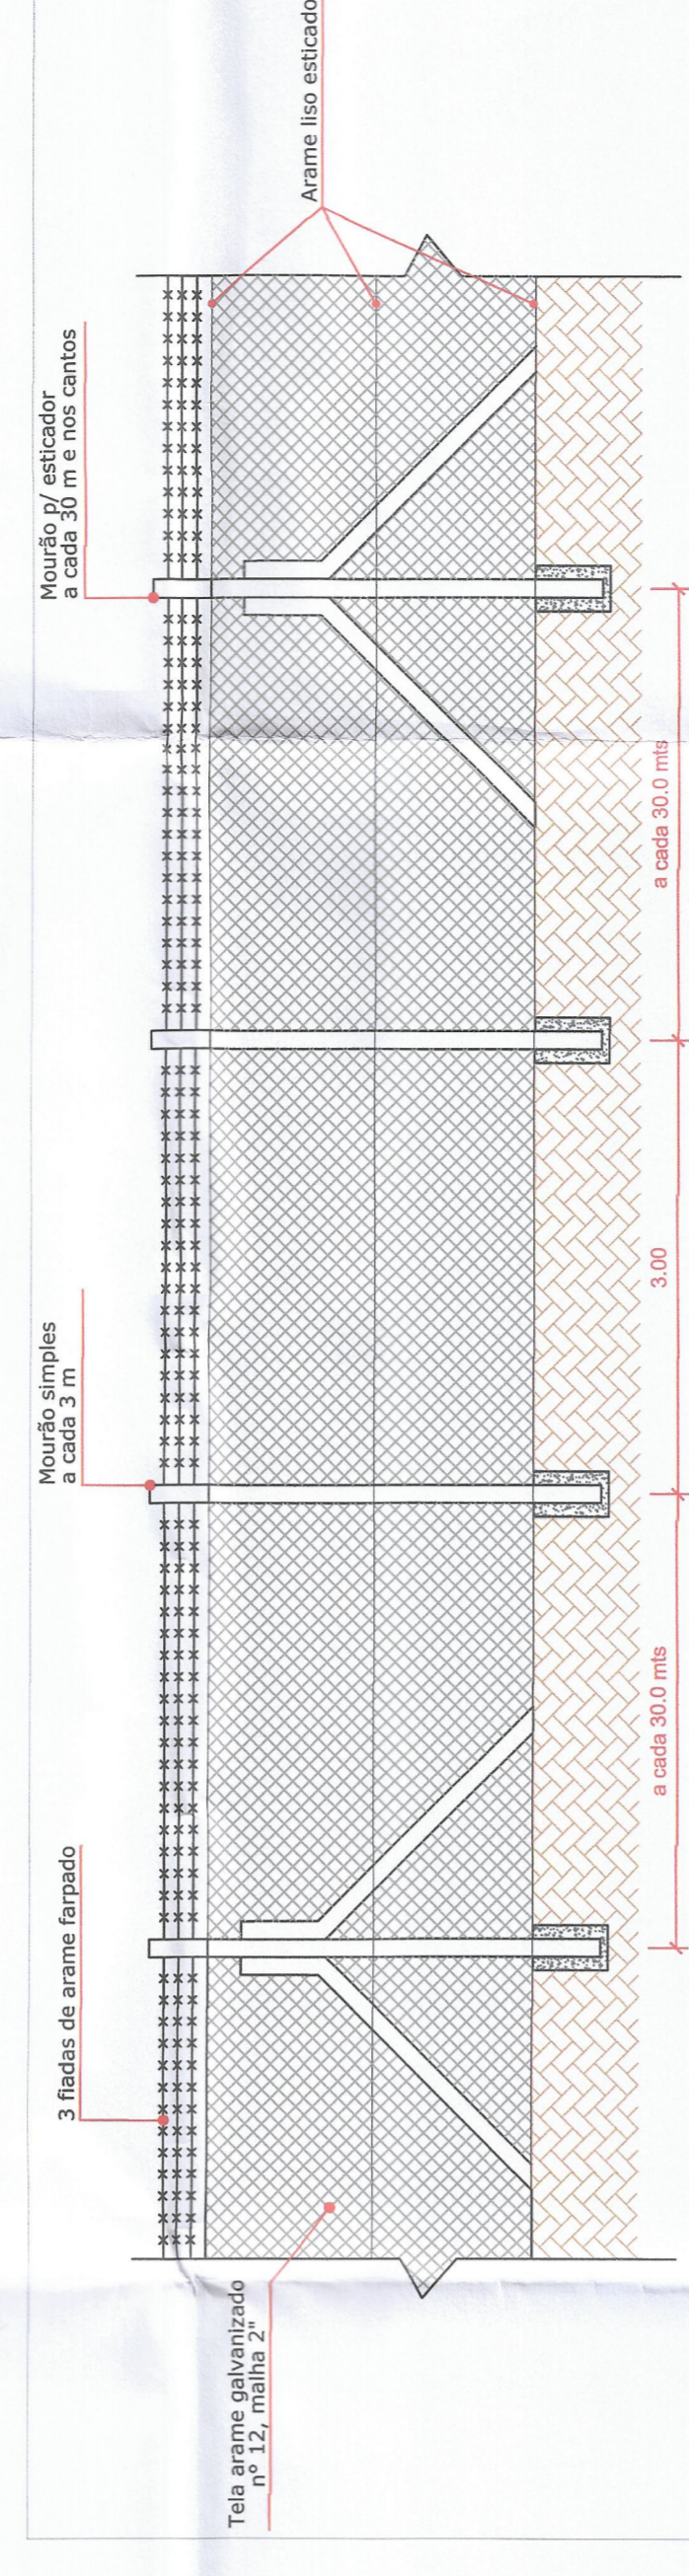 Tela arame galvanizado
nº 12, malha 2"
3 fiadas de arame farpado
Mourão simples
a cada 3 m
Mourão p/ esticador
a cada 30 m e nos cantos
Arame liso esticado
a cada 30.0 mts
3.00
a cada 30.0 mts